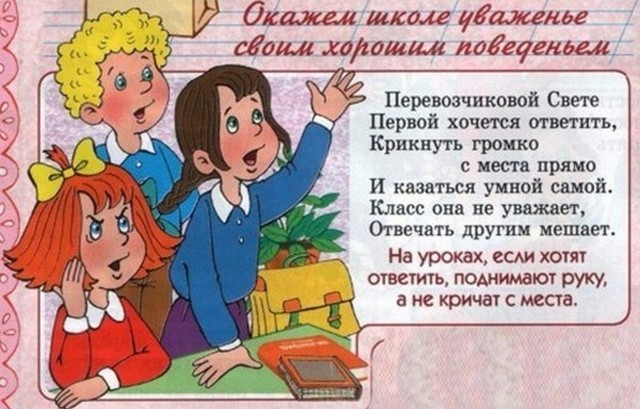 Окажем школе уваженье
своим хорошим поведеньем
Перевозчиковой Свете
Первой хочется ответить,
Крикнуть громко
с места прямо
И казаться умной самой.
Класс она не уважает,
Отвечать другим мешает.
На уроках, если хотят
ответить, поднимают руку,
а не кричат с места.